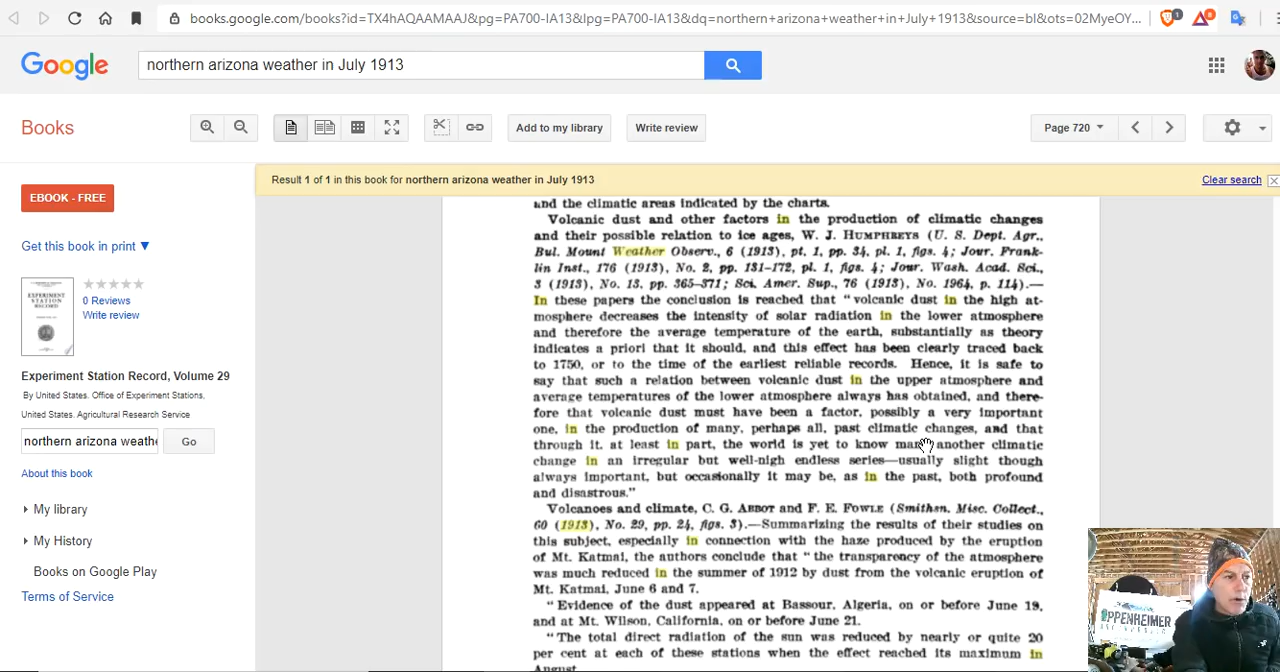 books.google.com/books?id=TX4hAQAAMAAJ&pg=PA700-IA13&lpg=PA700-IA13&dq=northern+arizona+weather+in+July+1913&source=bl&ots=02MyeOY...
1
8
Google
northern arizona weather in July 1913
Books
Add to my library
Write review
Page 720
Result 1 of 1 in this book for northern arizona weather in July 1913
Clear search
EBOOK - FREE
Get this book in print ▼
EXPERIMENT
STATION
RECORD
0 Reviews
Write review
Experiment Station Record, Volume 29
By United States. Office of Experiment Stations,
United States. Agricultural Research Service
northern arizona weathe
Go
About this book
My library
My History
Books on Google Play
Terms of Service
and the climatic areas indicated by the charts.
Volcanic dust and other factors in the production of climatic changes
and their possible relation to ice ages, W. J. HUMPHREYS (U. S. Dept. Agr.,
Bul. Mount Weather Observ., 6 (1913), pt. 1, pp. 34, pl. 1, figs. 4; Jour. Frank-
lin Inst., 176 (1913), No. 2, pp. 131–172, pl. 1, figs. 4; Jour. Wash. Acad. Sci.,
3 (1913), No. 13, pp. 365–371; Sci. Amer. Sup., 76 (1913), No. 1964, p. 114).—
In these papers the conclusion is reached that "volcanic dust in the high at-
mosphere decreases the intensity of solar radiation in the lower atmosphere
and therefore the average temperature of the earth, substantially as theory
indicates a priori that it should, and this effect has been clearly traced back
to 1750, or to the time of the earliest reliable records. Hence, it is safe to
say that such a relation between volcanic dust in the upper atmosphere and
average temperatures of the lower atmosphere always has obtained, and there-
fore that volcanic dust must have been a factor, possibly a very important
one, in the production of many, perhaps all, past climatic changes, and that
through it, at least in part, the world is yet to know many another climatic
change in an irregular but well-nigh endless series—usually slight though
always important, but occasionally it may be, as in the past, both profound
and disastrous."
Volcanoes and climate, C. G. ABBOT and F. E. FOWLE (Smithsn. Misc. Collect.,
60 (1913), No. 29, pp. 24, figs. 3).—Summarizing the results of their studies on
this subject, especially in connection with the haze produced by the eruption
of Mt. Katmai, the authors conclude that "the transparency of the atmosphere
was much reduced in the summer of 1912 by dust from the volcanic eruption of
Mt. Katmai, June 6 and 7.
"Evidence of the dust appeared at Bassour, Algeria, on or before June 19,
and at Mt. Wilson, California, on or before June 21.
"The total direct radiation of the sun was reduced by nearly or quite 20
per cent at each of these stations when the effect reached its maximum in
August
PPENHEIMER